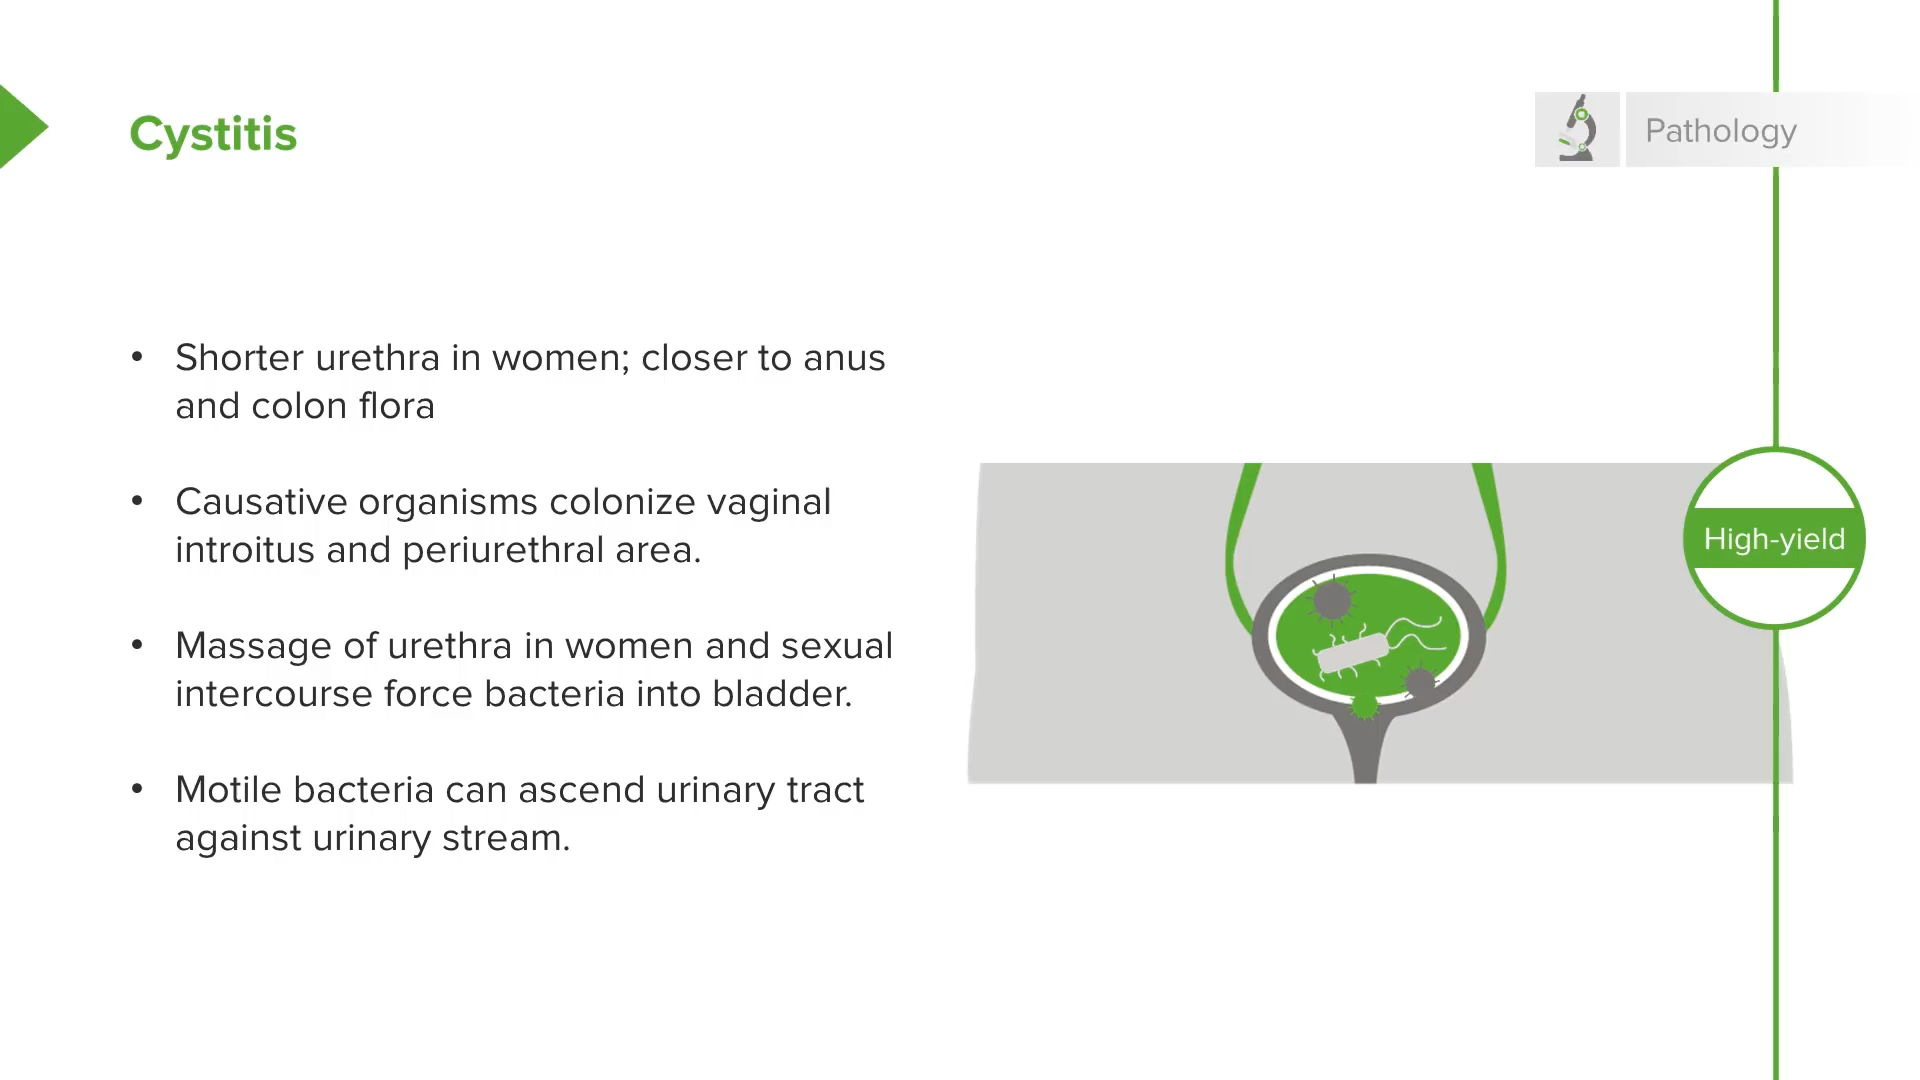 Cystitis
Pathology
• Shorter urethra in women; closer to anus
and colon flora
• Causative organisms colonize vaginal
introitus and periurethral area.
• Massage of urethra in women and sexual
intercourse force bacteria into bladder.
• Motile bacteria can ascend urinary tract
against urinary stream.
High-yield